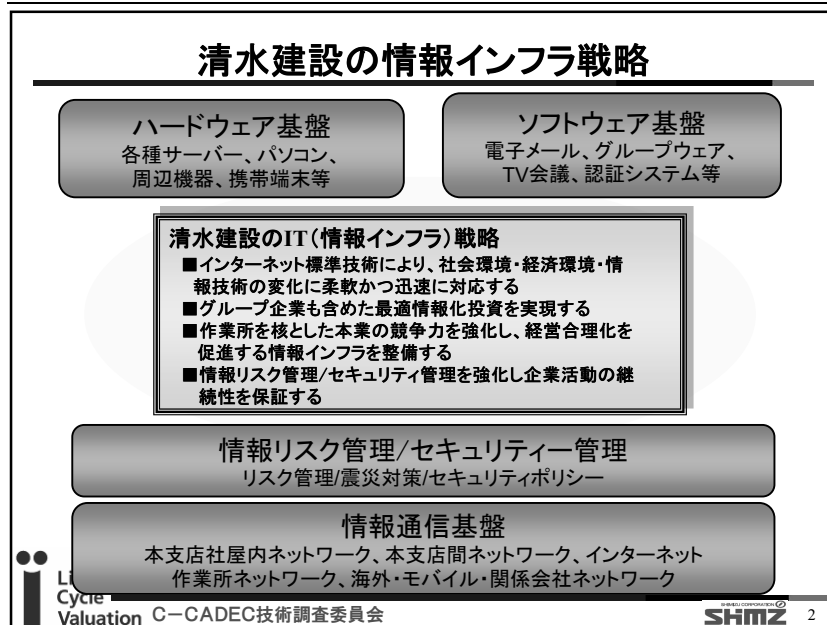 清水建設の情報インフラ戦略
ハードウェア基盤
各種サーバー、パソコン、
周辺機器、携帯端末等
ソフトウェア基盤
電子メール、グループウェア、
TV会議、認証システム等
清水建設のIT（情報インフラ）戦略
■インターネット標準技術により、社会環境・経済環境・情
報技術の変化に柔軟かつ迅速に対応する
■グループ企業も含めた最適情報化投資を実現する
■作業所を核とした本業の競争力を強化し、経営合理化を
促進する情報インフラを整備する
■情報リスク管理/セキュリティ管理を強化し企業活動の継
続性を保証する
情報リスク管理/セキュリティー管理
リスク管理/震災対策/セキュリティポリシー
情報通信基盤
本支店社屋内ネットワーク、本支店間ネットワーク、インターネット
作業所ネットワーク、海外・モバイル・関係会社ネットワーク
Cycle
Valuation C－CADEC技術調査委員会
SHIMIZU CORPORATION
SHIMZ 2